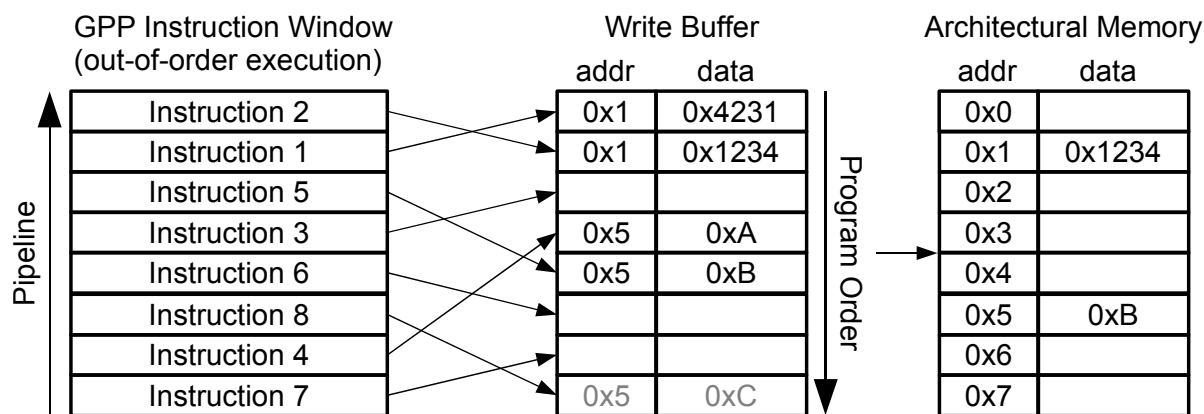 GPP Instruction Window
(out-of-order execution)
Write Buffer
Architectural Memory
addr data
addr data
Pipeline
Instruction 2
Instruction 1
Instruction 5
Instruction 3
Instruction 6
Instruction 8
Instruction 4
Instruction 7
0x1 0x4231
0x1 0x1234
0x5 0xA
0x5 0xB
0x5 0xC
Program Order
0x0
0x1 0x1234
0x2
0x3
0x4
0x5 0xB
0x6
0x7